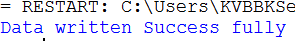 = RESTART: C:\Users\KVBBKSe
Data written Success fully